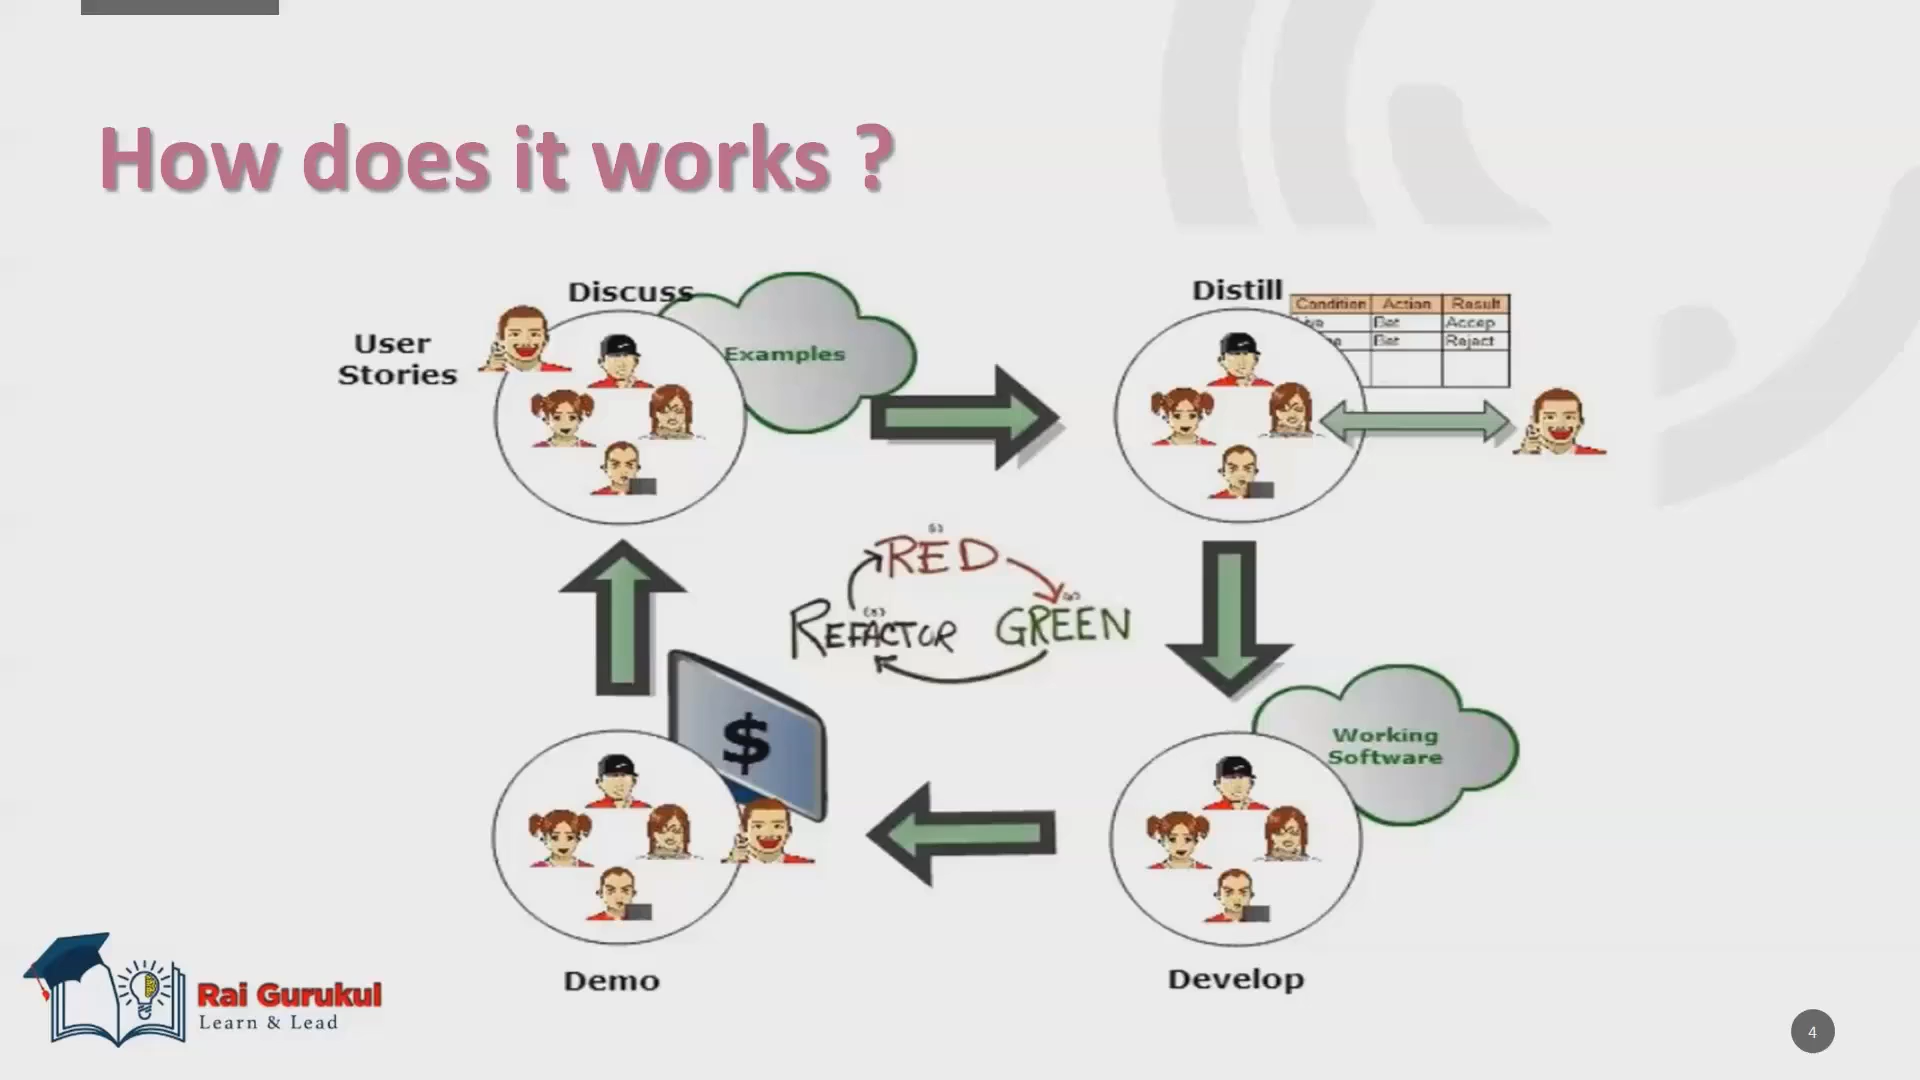 How does it works ?
Discuss
User
Stories
Examples
Distill
Condition Action Result
Bet Accep
Bet Reject
RED
REFACTOR GREEN
$
Working
Software
Demo
Develop
Rai Gurukul
Learn & Lead
4